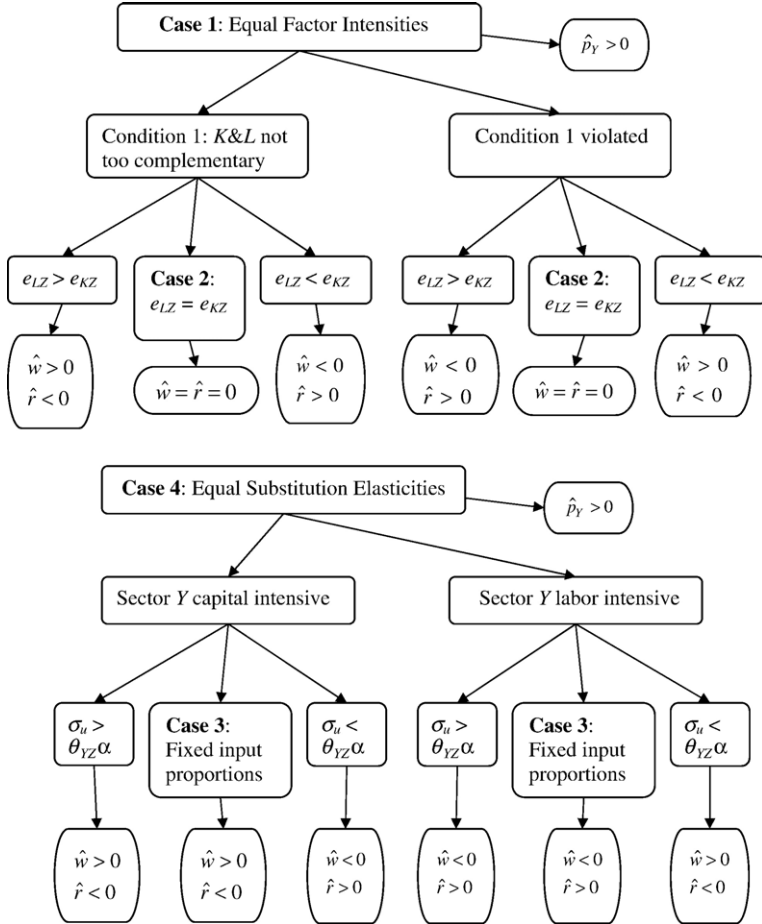 Case 1: Equal Factor Intensities
p̂_Y > 0
Condition 1: K&L not
too complementary
Condition 1 violated
e_LZ > e_KZ
Case 2:
e_LZ = e_KZ
e_LZ < e_KZ
e_LZ > e_KZ
Case 2:
e_LZ = e_KZ
e_LZ < e_KZ
ŵ > 0
r̂ < 0
ŵ = r̂ = 0
ŵ < 0
r̂ > 0
ŵ < 0
r̂ > 0
ŵ = r̂ = 0
ŵ > 0
r̂ < 0
Case 4: Equal Substitution Elasticities
p̂_Y > 0
Sector Y capital intensive
Sector Y labor intensive
σ_u >
θ_YZ α
Case 3:
Fixed input
proportions
σ_u <
θ_YZ α
σ_u >
θ_YZ α
Case 3:
Fixed input
proportions
σ_u <
θ_YZ α
ŵ > 0
r̂ < 0
ŵ > 0
r̂ < 0
ŵ < 0
r̂ > 0
ŵ < 0
r̂ > 0
ŵ < 0
r̂ > 0
ŵ > 0
r̂ < 0